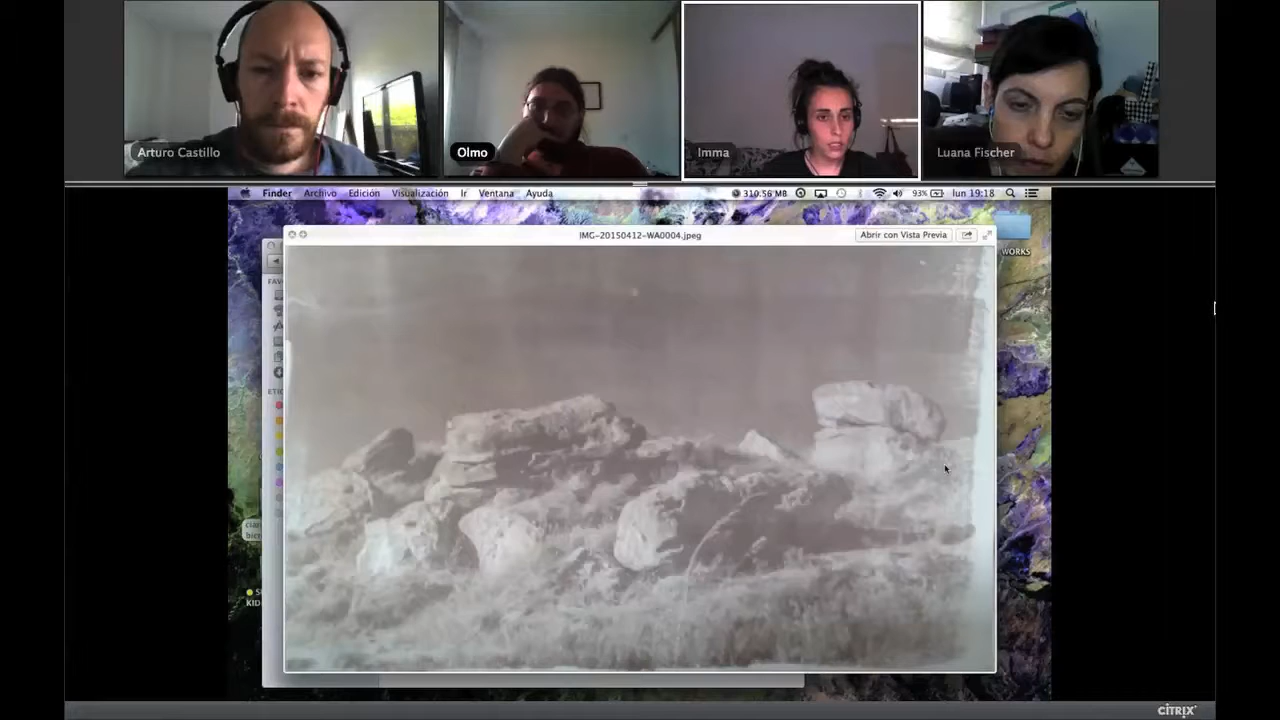 Arturo Castillo
Olmo
Imma
Luana Fischer
Finder Archivo Edición Visualización Ir Ventana Ayuda
310.56 MB 93% lun 19:18
IMG-20150412-WA0004.jpeg
Abrir con Vista Previa
WORKS
CITRIX